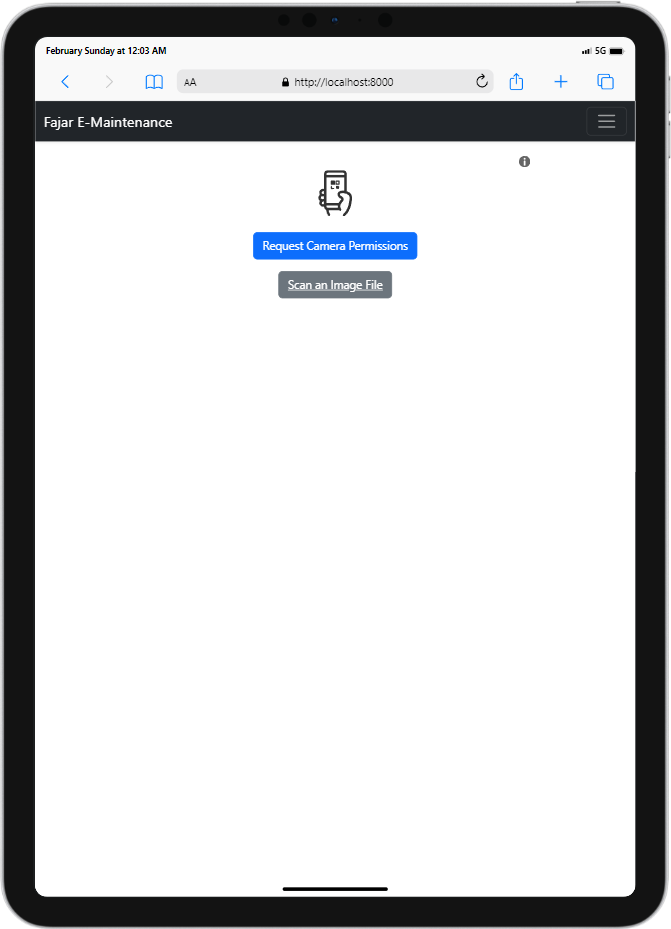 February Sunday at 12:03 AM
5G
AA
http://localhost:8000
Fajar E-Maintenance
Request Camera Permissions
Scan an Image File